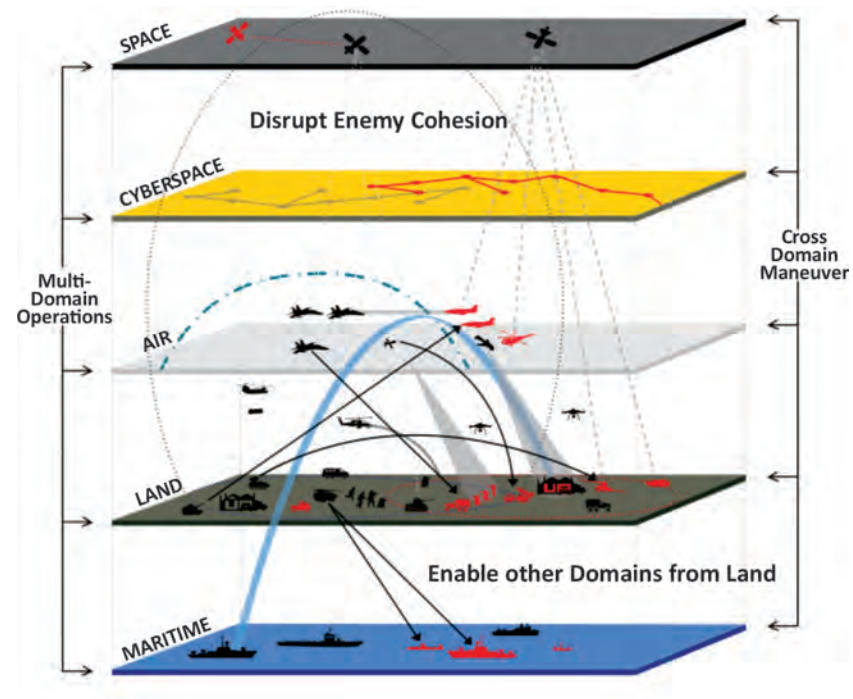 SPACE
Disrupt Enemy Cohesion
CYBERSPACE
Multi-
Domain
Operations
Cross
Domain
Maneuver
AIR
LAND
Enable other Domains from Land
MARITIME